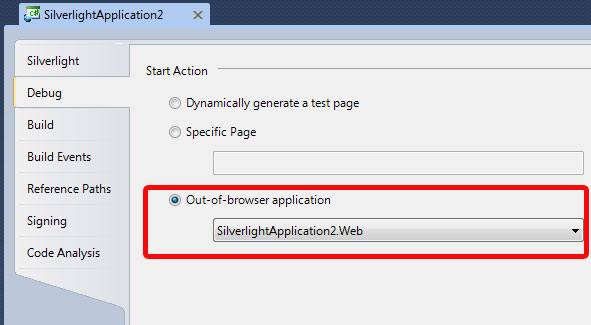 SilverlightApplication2
Silverlight
Debug
Build
Build Events
Reference Paths
Signing
Code Analysis
Start Action
Dynamically generate a test page
Specific Page
Out-of-browser application
SilverlightApplication2.Web